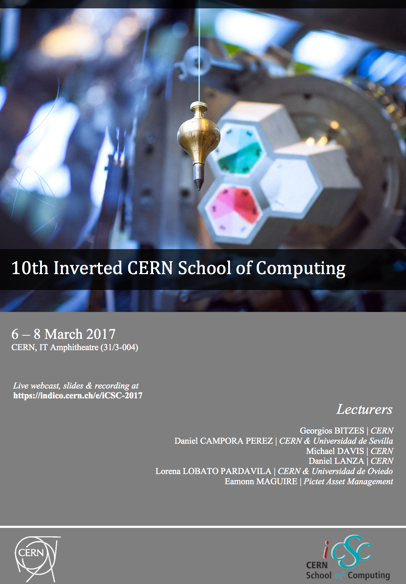 10th Inverted CERN School of Computing
6 – 8 March 2017
CERN, IT Amphitheatre (31/3-004)
Live webcast, slides & recording at
https://indico.cern.ch/e/iCSC-2017
Lecturers
Georgios BITZES | CERN
Daniel CAMPORA PEREZ | CERN & Universidad de Sevilla
Michael DAVIS | CERN
Daniel LANZA | CERN
Lorena LOBATO PARDAVILA | CERN & Universidad de Oviedo
Eamonn MAGUIRE | Pictet Asset Management
CERN
iCSC
CERN
School of Computing